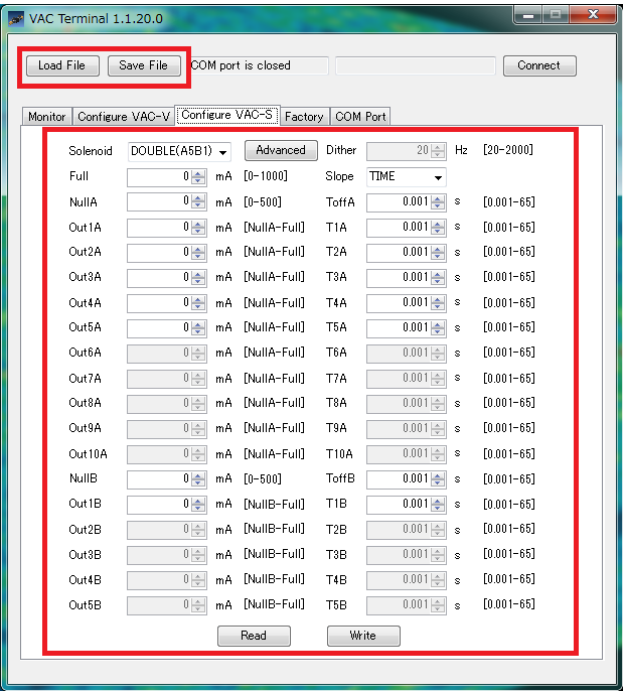 VAC Terminal 1.1.20.0
Load File Save File COM port is closed Connect
Monitor Configure VAC-V Configure VAC-S Factory COM Port
Solenoid DOUBLE(A5B1) Advanced Dither 20 Hz [20-2000]
Full 0 mA [0-1000] Slope TIME
NullA 0 mA [0-500] ToffA 0.001 s [0.001-65]
Out1A 0 mA [NullA-Full] T1A 0.001 s [0.001-65]
Out2A 0 mA [NullA-Full] T2A 0.001 s [0.001-65]
Out3A 0 mA [NullA-Full] T3A 0.001 s [0.001-65]
Out4A 0 mA [NullA-Full] T4A 0.001 s [0.001-65]
Out5A 0 mA [NullA-Full] T5A 0.001 s [0.001-65]
Out6A 0 mA [NullA-Full] T6A 0.001 s [0.001-65]
Out7A 0 mA [NullA-Full] T7A 0.001 s [0.001-65]
Out8A 0 mA [NullA-Full] T8A 0.001 s [0.001-65]
Out9A 0 mA [NullA-Full] T9A 0.001 s [0.001-65]
Out10A 0 mA [NullA-Full] T10A 0.001 s [0.001-65]
NullB 0 mA [0-500] ToffB 0.001 s [0.001-65]
Out1B 0 mA [NullB-Full] T1B 0.001 s [0.001-65]
Out2B 0 mA [NullB-Full] T2B 0.001 s [0.001-65]
Out3B 0 mA [NullB-Full] T3B 0.001 s [0.001-65]
Out4B 0 mA [NullB-Full] T4B 0.001 s [0.001-65]
Out5B 0 mA [NullB-Full] T5B 0.001 s [0.001-65]
Read Write